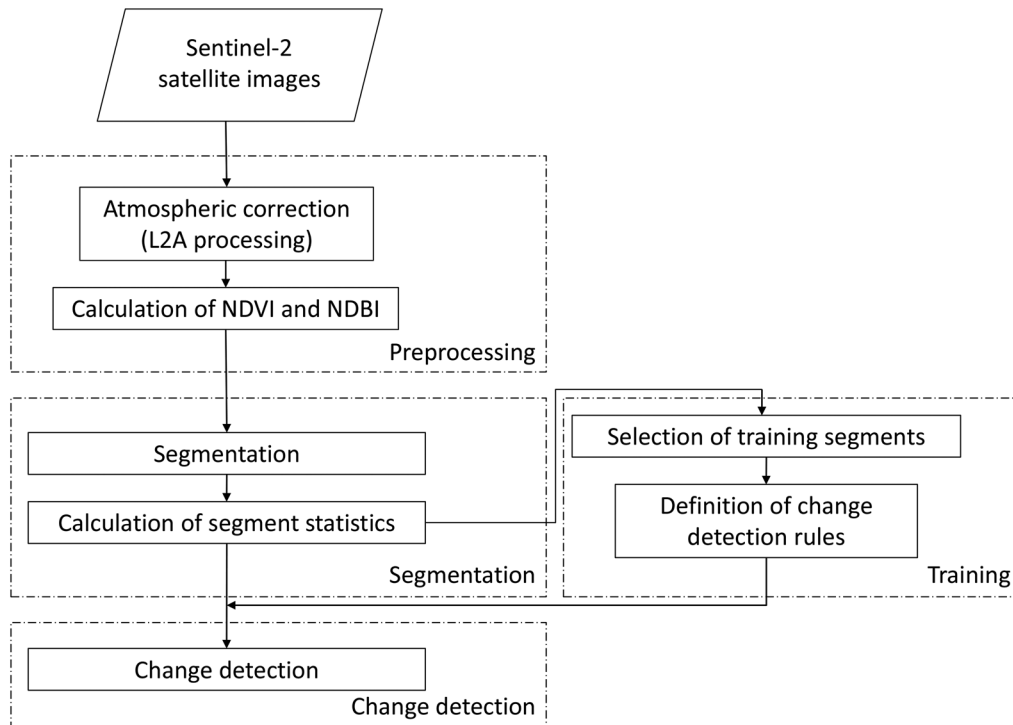 Sentinel-2
satellite images
Atmospheric correction
(L2A processing)
Calculation of NDVI and NDBI
Preprocessing
Segmentation
Calculation of segment statistics
Segmentation
Selection of training segments
Definition of change
detection rules
Training
Change detection
Change detection